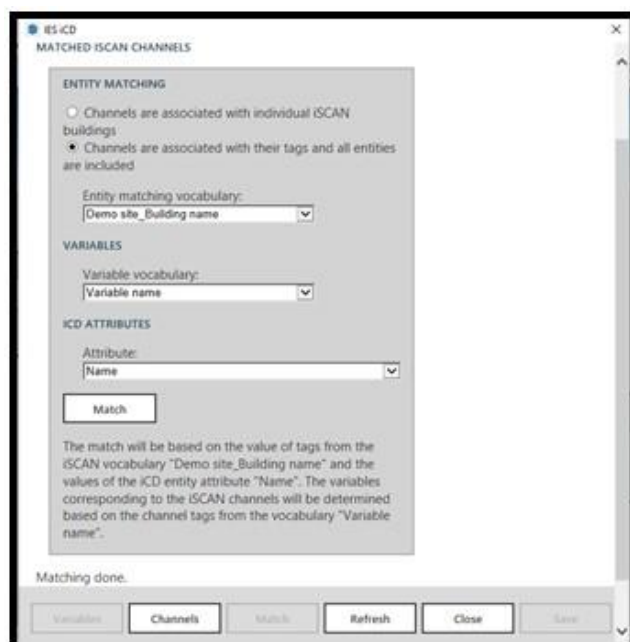 IES iCD
MATCHED ISCAN CHANNELS
ENTITY MATCHING
Channels are associated with individual iSCAN
buildings
Channels are associated with their tags and all entities
are included
Entity matching vocabulary:
Demo site_Building name
VARIABLES
Variable vocabulary:
Variable name
ICD ATTRIBUTES
Attribute:
Name
Match
The match will be based on the value of tags from the
iSCAN vocabulary "Demo site_Building name" and the
values of the iCD entity attribute "Name". The variables
corresponding to the iSCAN channels will be determined
based on the channel tags from the vocabulary "Variable
name".
Matching done.
Variables Channels Match Refresh Close Save